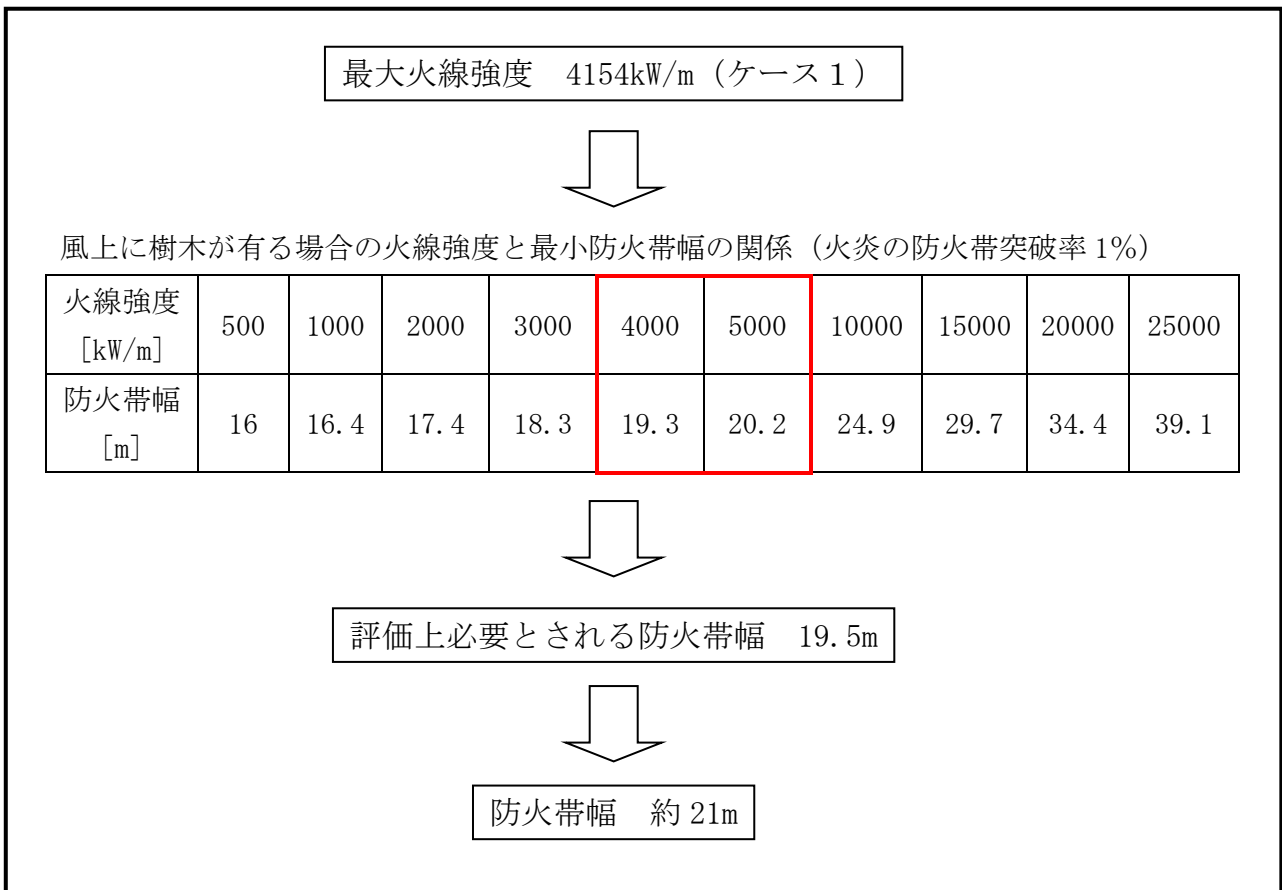 最大火線強度　4154kW/m（ケース１）
風上に樹木が有る場合の火線強度と最小防火帯幅の関係（火炎の防火帯突破率 1％）
火線強度
[kW/m]
500 1000 2000 3000 4000 5000 10000 15000 20000 25000
防火帯幅
[m]
16 16.4 17.4 18.3 19.3 20.2 24.9 29.7 34.4 39.1
評価上必要とされる防火帯幅　19.5m
防火帯幅　約 21m